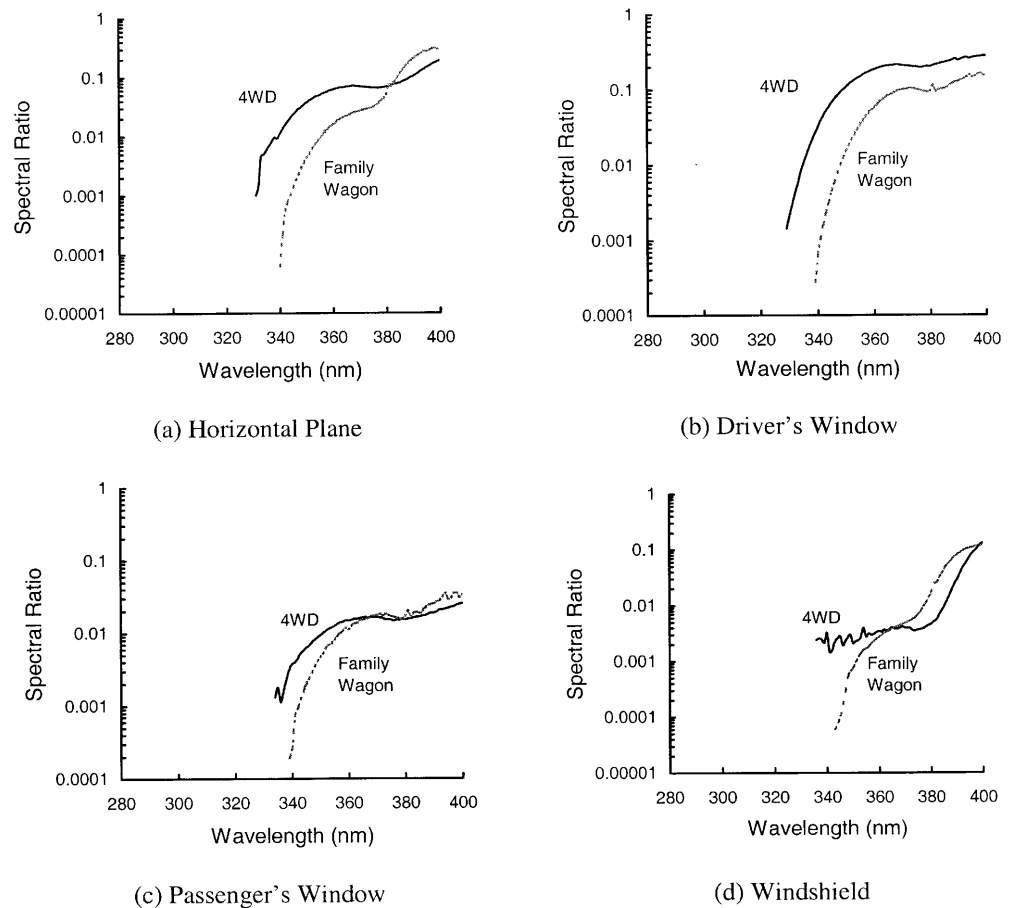 1
0.1
0.01
0.001
0.0001
0.00001
Spectral Ratio
4WD
Family
Wagon
280 300 320 340 360 380 400
Wavelength (nm)
(a) Horizontal Plane
1
0.1
0.01
0.001
0.0001
Spectral Ratio
4WD
Family
Wagon
280 300 320 340 360 380 400
Wavelength (nm)
(b) Driver's Window
1
0.1
0.01
0.001
0.0001
Spectral Ratio
4WD
Family
Wagon
280 300 320 340 360 380 400
Wavelength (nm)
(c) Passenger's Window
1
0.1
0.01
0.001
0.0001
0.00001
Spectral Ratio
4WD
Family
Wagon
280 300 320 340 360 380 400
Wavelength (nm)
(d) Windshield